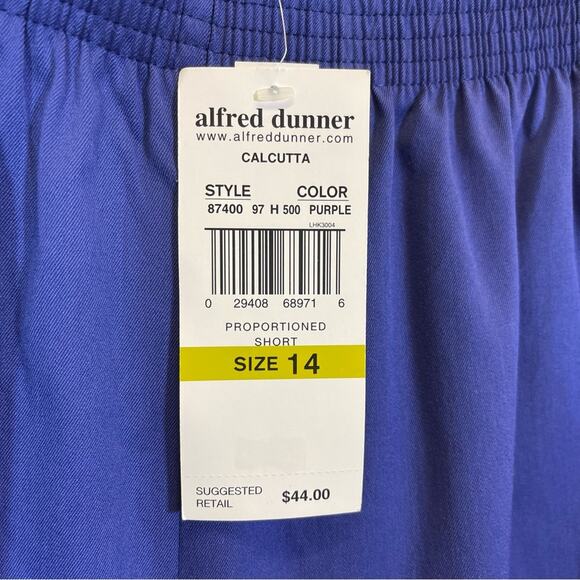 alfred dunner
www.alfreddunner.com
CALCUTTA
STYLE COLOR
87400 97 H 500 PURPLE
LHK3004
0 29408 68971 6
PROPORTIONED
SHORT
SIZE 14
SUGGESTED
RETAIL $44.00